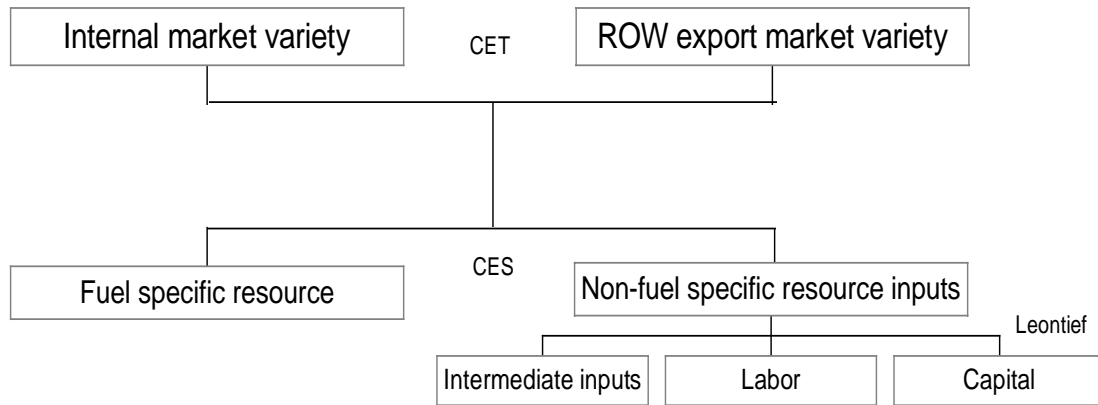 Internal market variety
CET
ROW export market variety
CES
Fuel specific resource
Non-fuel specific resource inputs
Leontief
Intermediate inputs
Labor
Capital